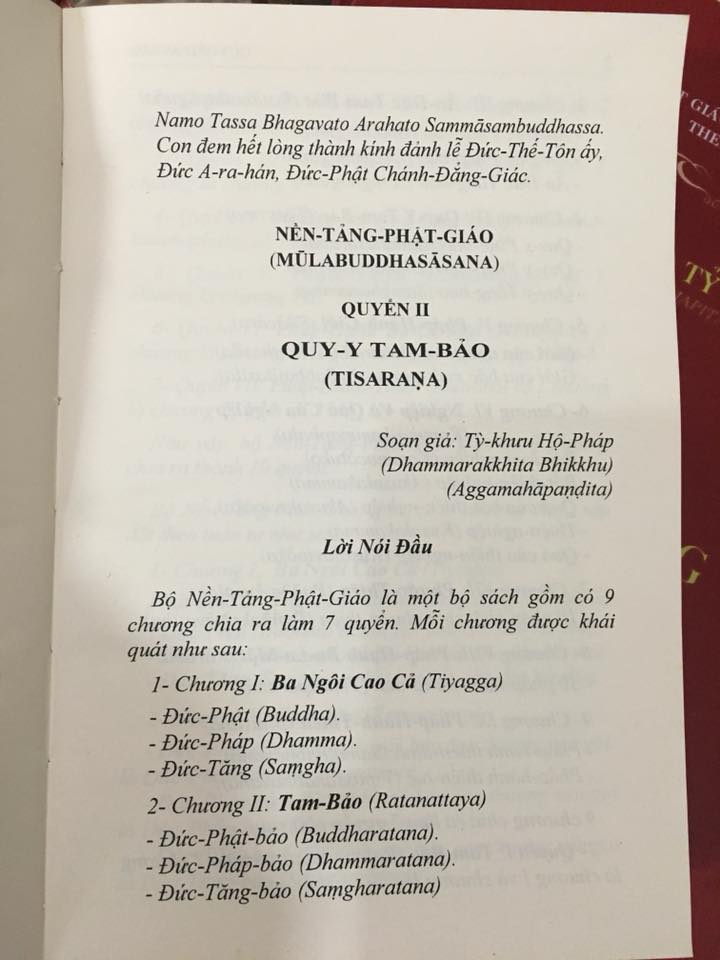 Namo Tassa Bhagavato Arahato Sammāsambuddhassa.
Con đem hết lòng thành kính đảnh lễ Đức-Thế-Tôn ấy,
Đức A-ra-hán, Đức-Phật Chánh-Đẳng-Giác.
NỀN-TẢNG-PHẬT-GIÁO
(MŪLABUDDHASĀSANA)
QUYỂN II
QUY-Y TAM-BẢO
(TISARAṆA)
Soạn giả: Tỳ-khưu Hộ-Pháp
(Dhammarakkhita Bhikkhu)
(Aggamahāpaṇḍita)
Lời Nói Đầu
Bộ Nền-Tảng-Phật-Giáo là một bộ sách gồm có 9
chương chia ra làm 7 quyển. Mỗi chương được khái
quát như sau:
1- Chương I: Ba Ngôi Cao Cả (Tiyagga)
- Đức-Phật (Buddha).
- Đức-Pháp (Dhamma).
- Đức-Tăng (Saṃgha).
2- Chương II: Tam-Bảo (Ratanattaya)
- Đức-Phật-bảo (Buddharatana).
- Đức-Pháp-bảo (Dhammaratana).
- Đức-Tăng-bảo (Saṃgharatana)
THE
TỲ
G